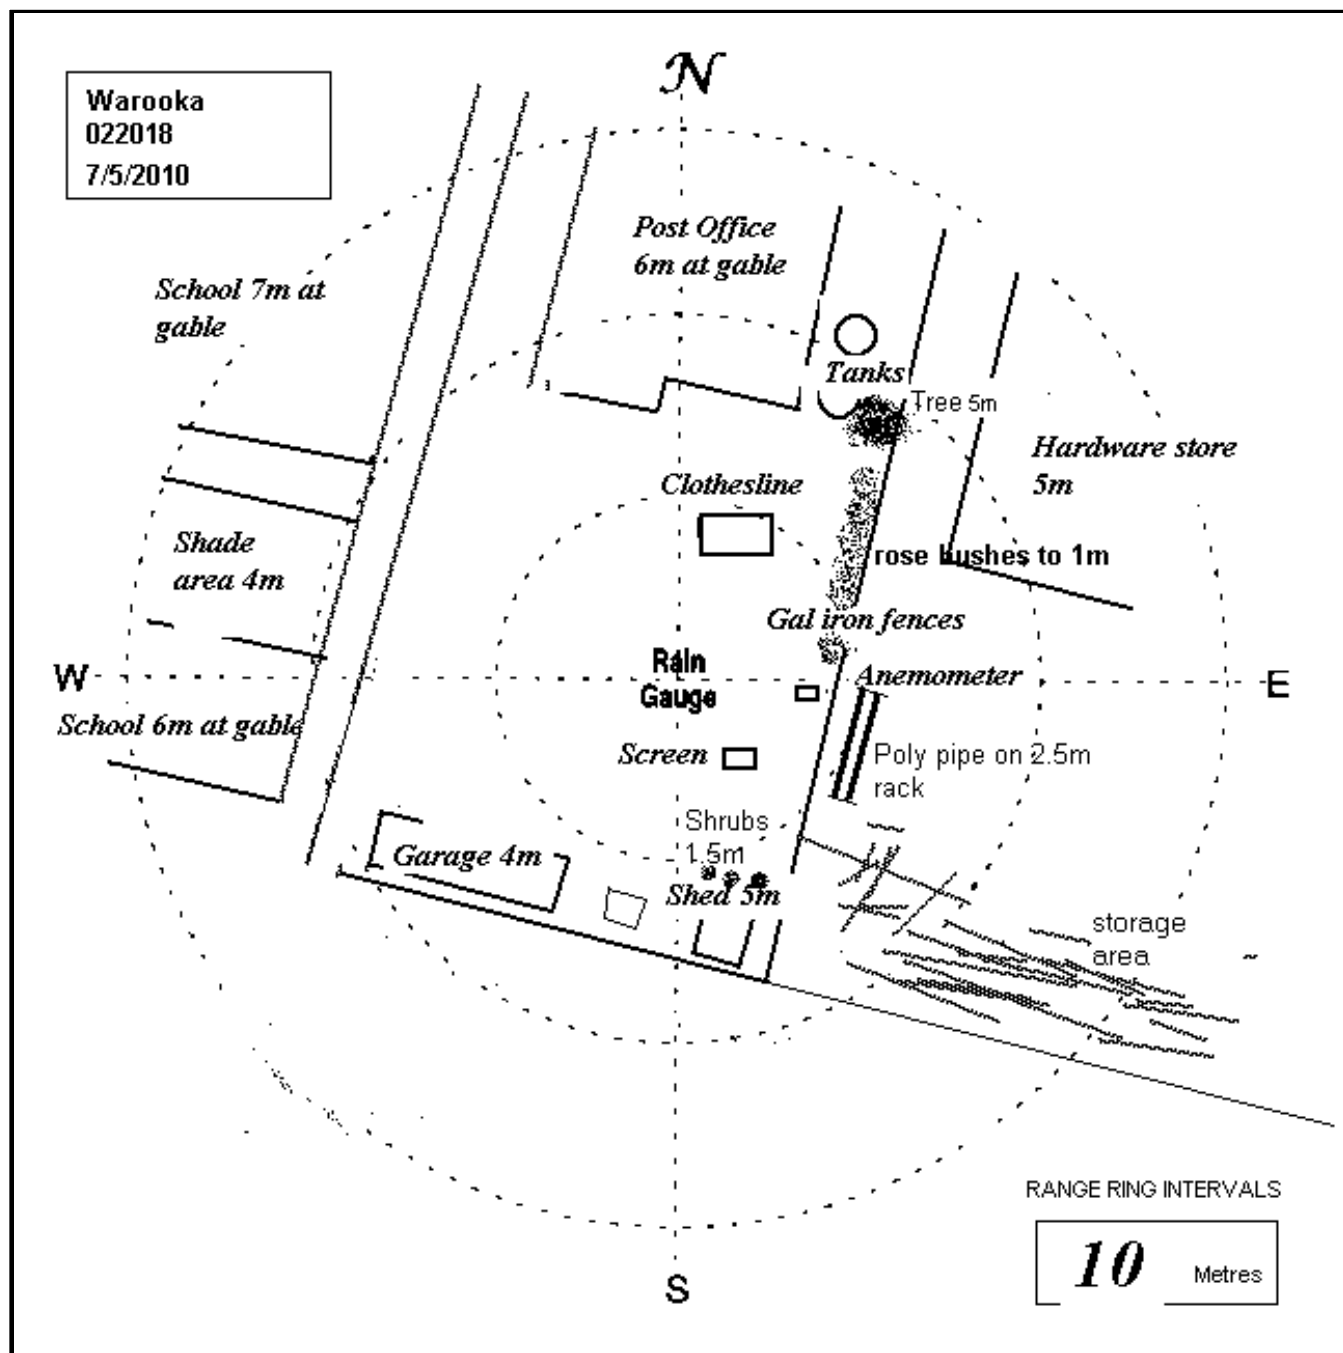 N
Warooka
022018
7/5/2010
Post Office
6m at gable
School 7m at
gable
Tanks
Tree 5m
Hardware store
5m
Clothesline
Shade
area 4m
rose bushes to 1m
Gal iron fences
Rain
Gauge
W
Anemometer
E
School 6m at gable
Screen
Poly pipe on 2.5m
rack
Shrubs
1.5m
Garage 4m
Shed 5m
storage
area
RANGE RING INTERVALS
10 Metres
S